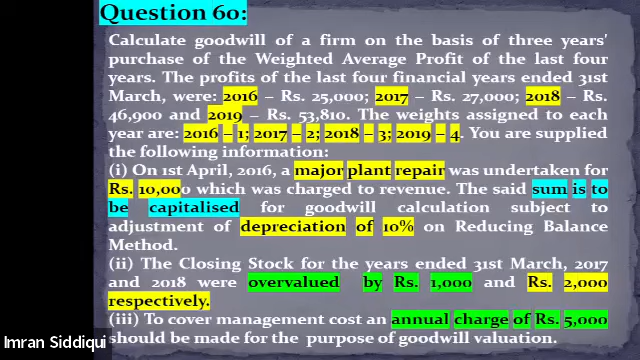 Question 60:
Calculate goodwill of a firm on the basis of three years'
purchase of the Weighted Average Profit of the last four
years. The profits of the last four financial years ended 31st
March, were: 2016 – Rs. 25,000; 2017 – Rs. 27,000; 2018 – Rs.
46,900 and 2019 – Rs. 53,810. The weights assigned to each
year are: 2016 – 1; 2017 – 2; 2018 – 3; 2019 – 4. You are supplied
the following information:
(i) On 1st April, 2016, a major plant repair was undertaken for
Rs. 10,000 which was charged to revenue. The said sum is to
be capitalised for goodwill calculation subject to
adjustment of depreciation of 10% on Reducing Balance
Method.
(ii) The Closing Stock for the years ended 31st March, 2017
and 2018 were overvalued by Rs. 1,000 and Rs. 2,000
respectively.
(iii) To cover management cost an annual charge of Rs. 5,000
should be made for the purpose of goodwill valuation.
Imran Siddiqui